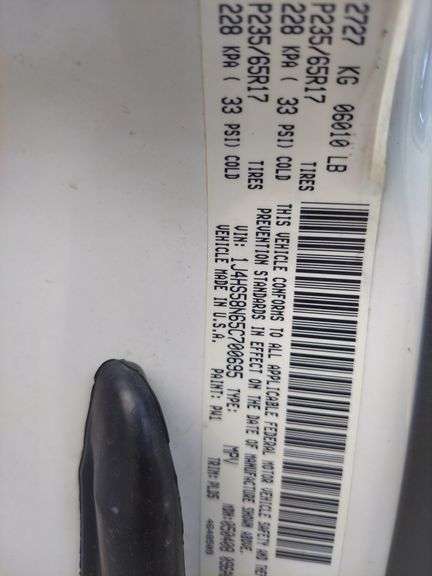 2727 KG 06010 LB
P235/65R17 TIRES
228 KPA ( 33 PSI) COLD
P235/65R17 TIRES
228 KPA ( 33 PSI) COLD
THIS VEHICLE CONFORMS TO ALL APPLICABLE FEDERAL MOTOR VEHICLE SAFETY AND THE
PREVENTION STANDARDS IN EFFECT ON THE DATE OF MANUFACTURE SHOWN ABOVE.
VIN: 1J4HS58N65C700695 TYPE: MPV
VEHICLE MADE IN U.S.A. PAINT: PW1